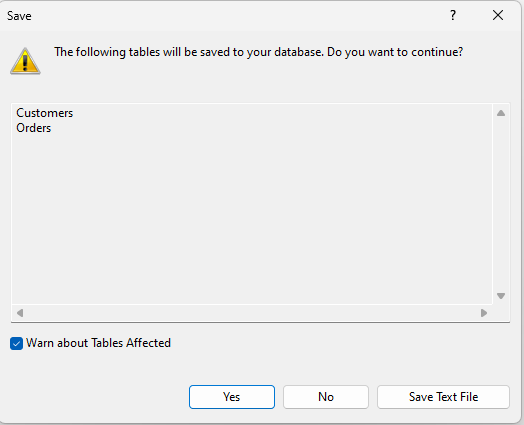 Save
?
The following tables will be saved to your database. Do you want to continue?
Customers
Orders
Warn about Tables Affected
Yes No Save Text File